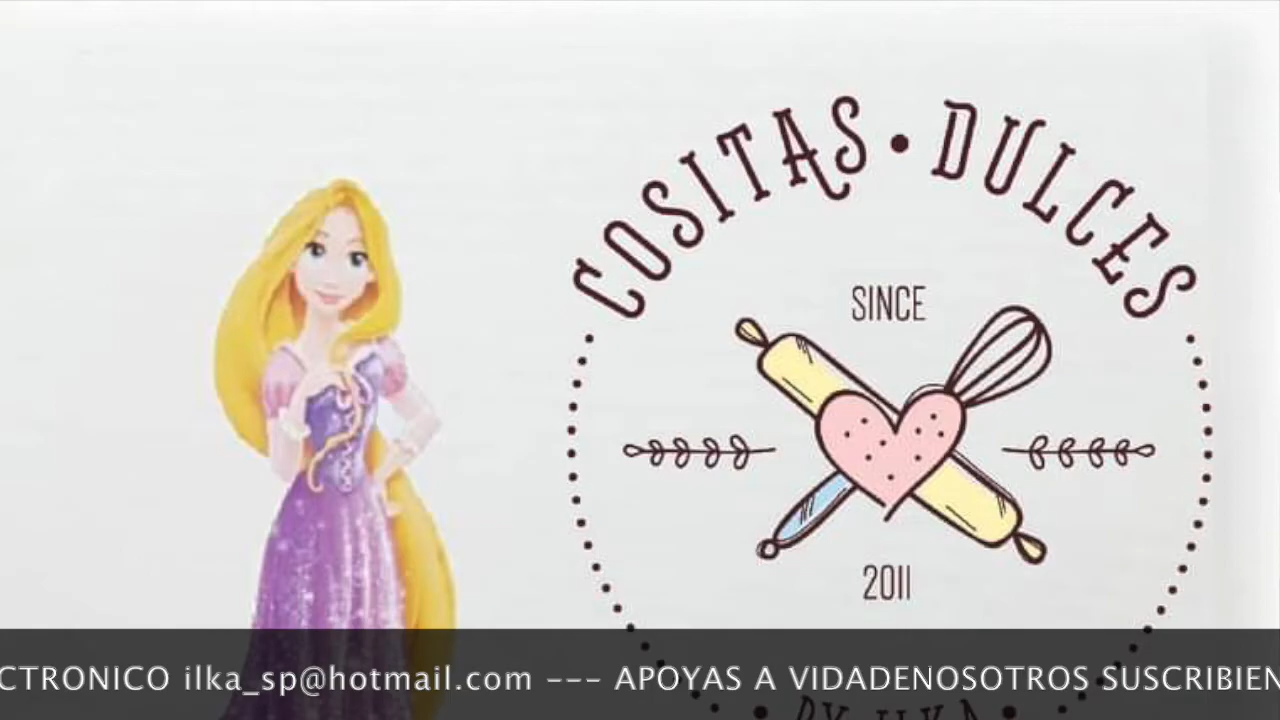 COSITAS • DULCES
SINCE
2011
CTRONICO ilka_sp@hotmail.com --- APOYAS A VIDADENOSOTROS SUSCRIBIEN